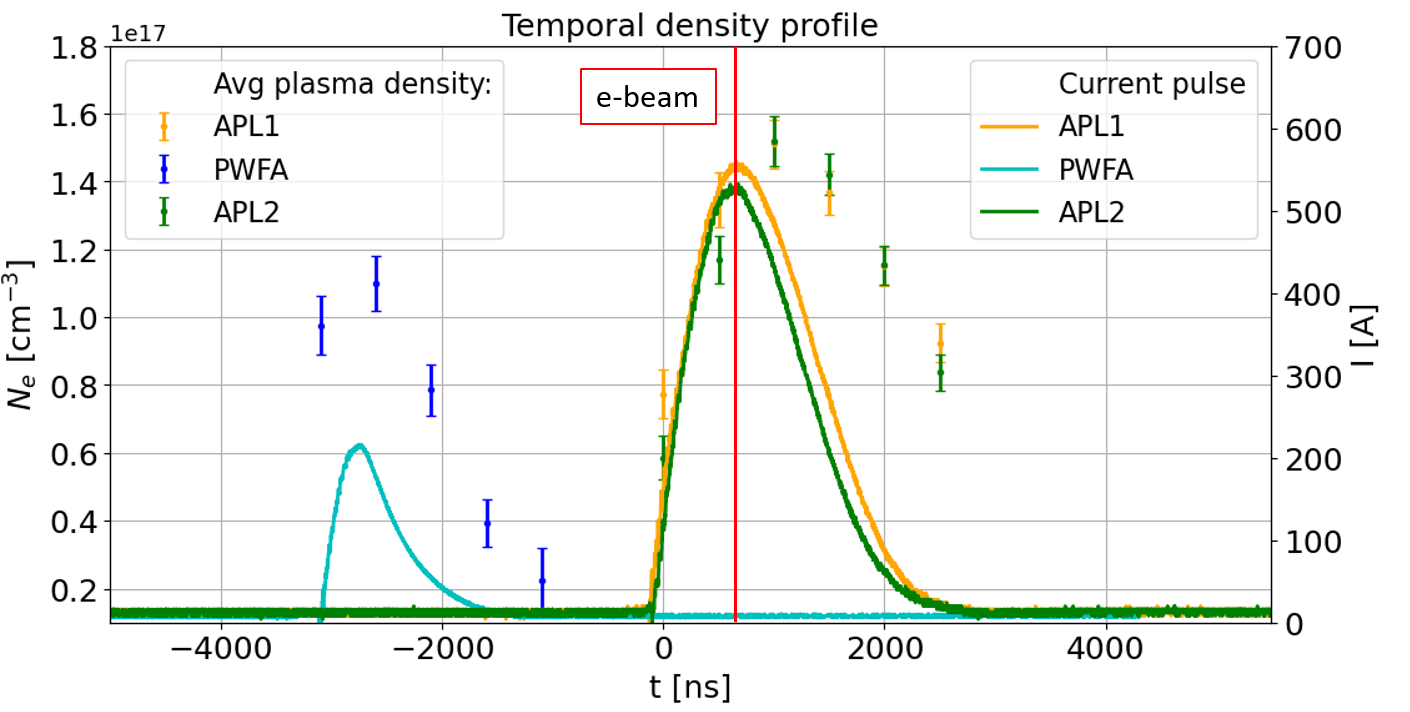 Temporal density profile
1e17
e-beam
Avg plasma density:
APL1
PWFA
APL2
Current pulse
APL1
PWFA
APL2
1.8
1.6
1.4
1.2
1.0
0.8
0.6
0.4
0.2
Nₑ [cm⁻³]
700
600
500
400
300
200
100
0
I [A]
−4000
−2000
0
2000
4000
t [ns]